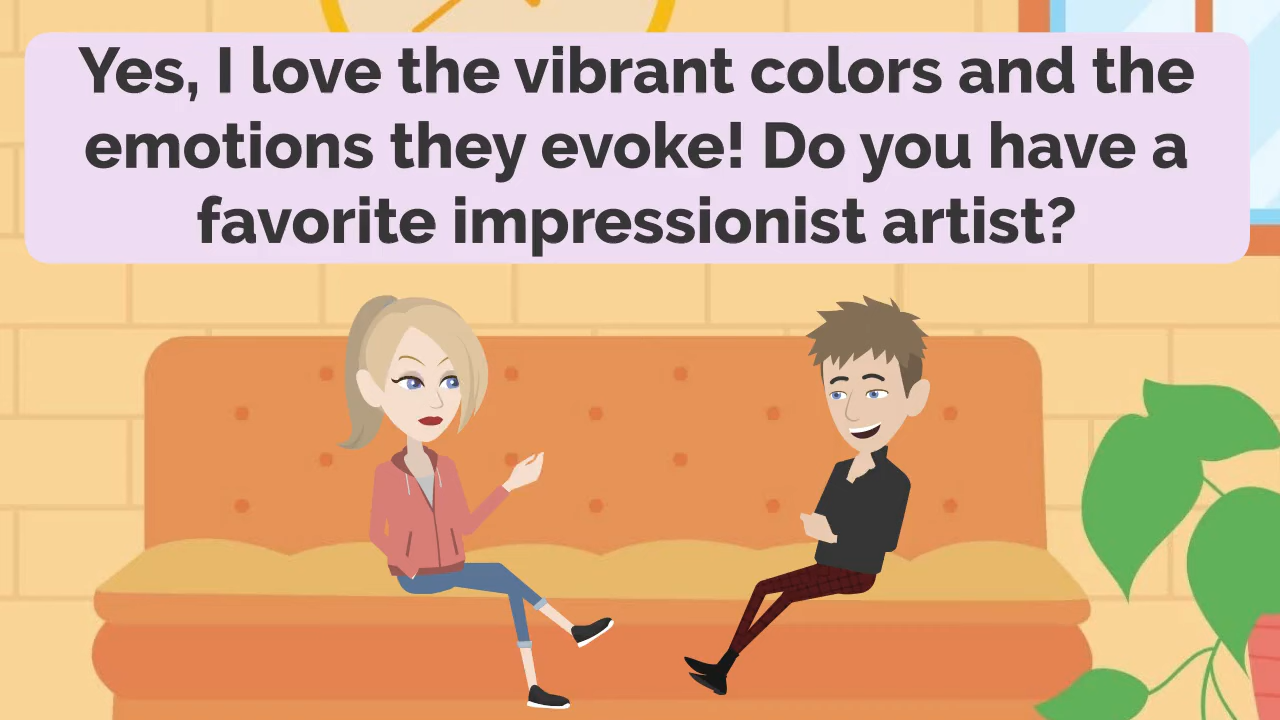 Yes, I love the vibrant colors and the
emotions they evoke! Do you have a
favorite impressionist artist?